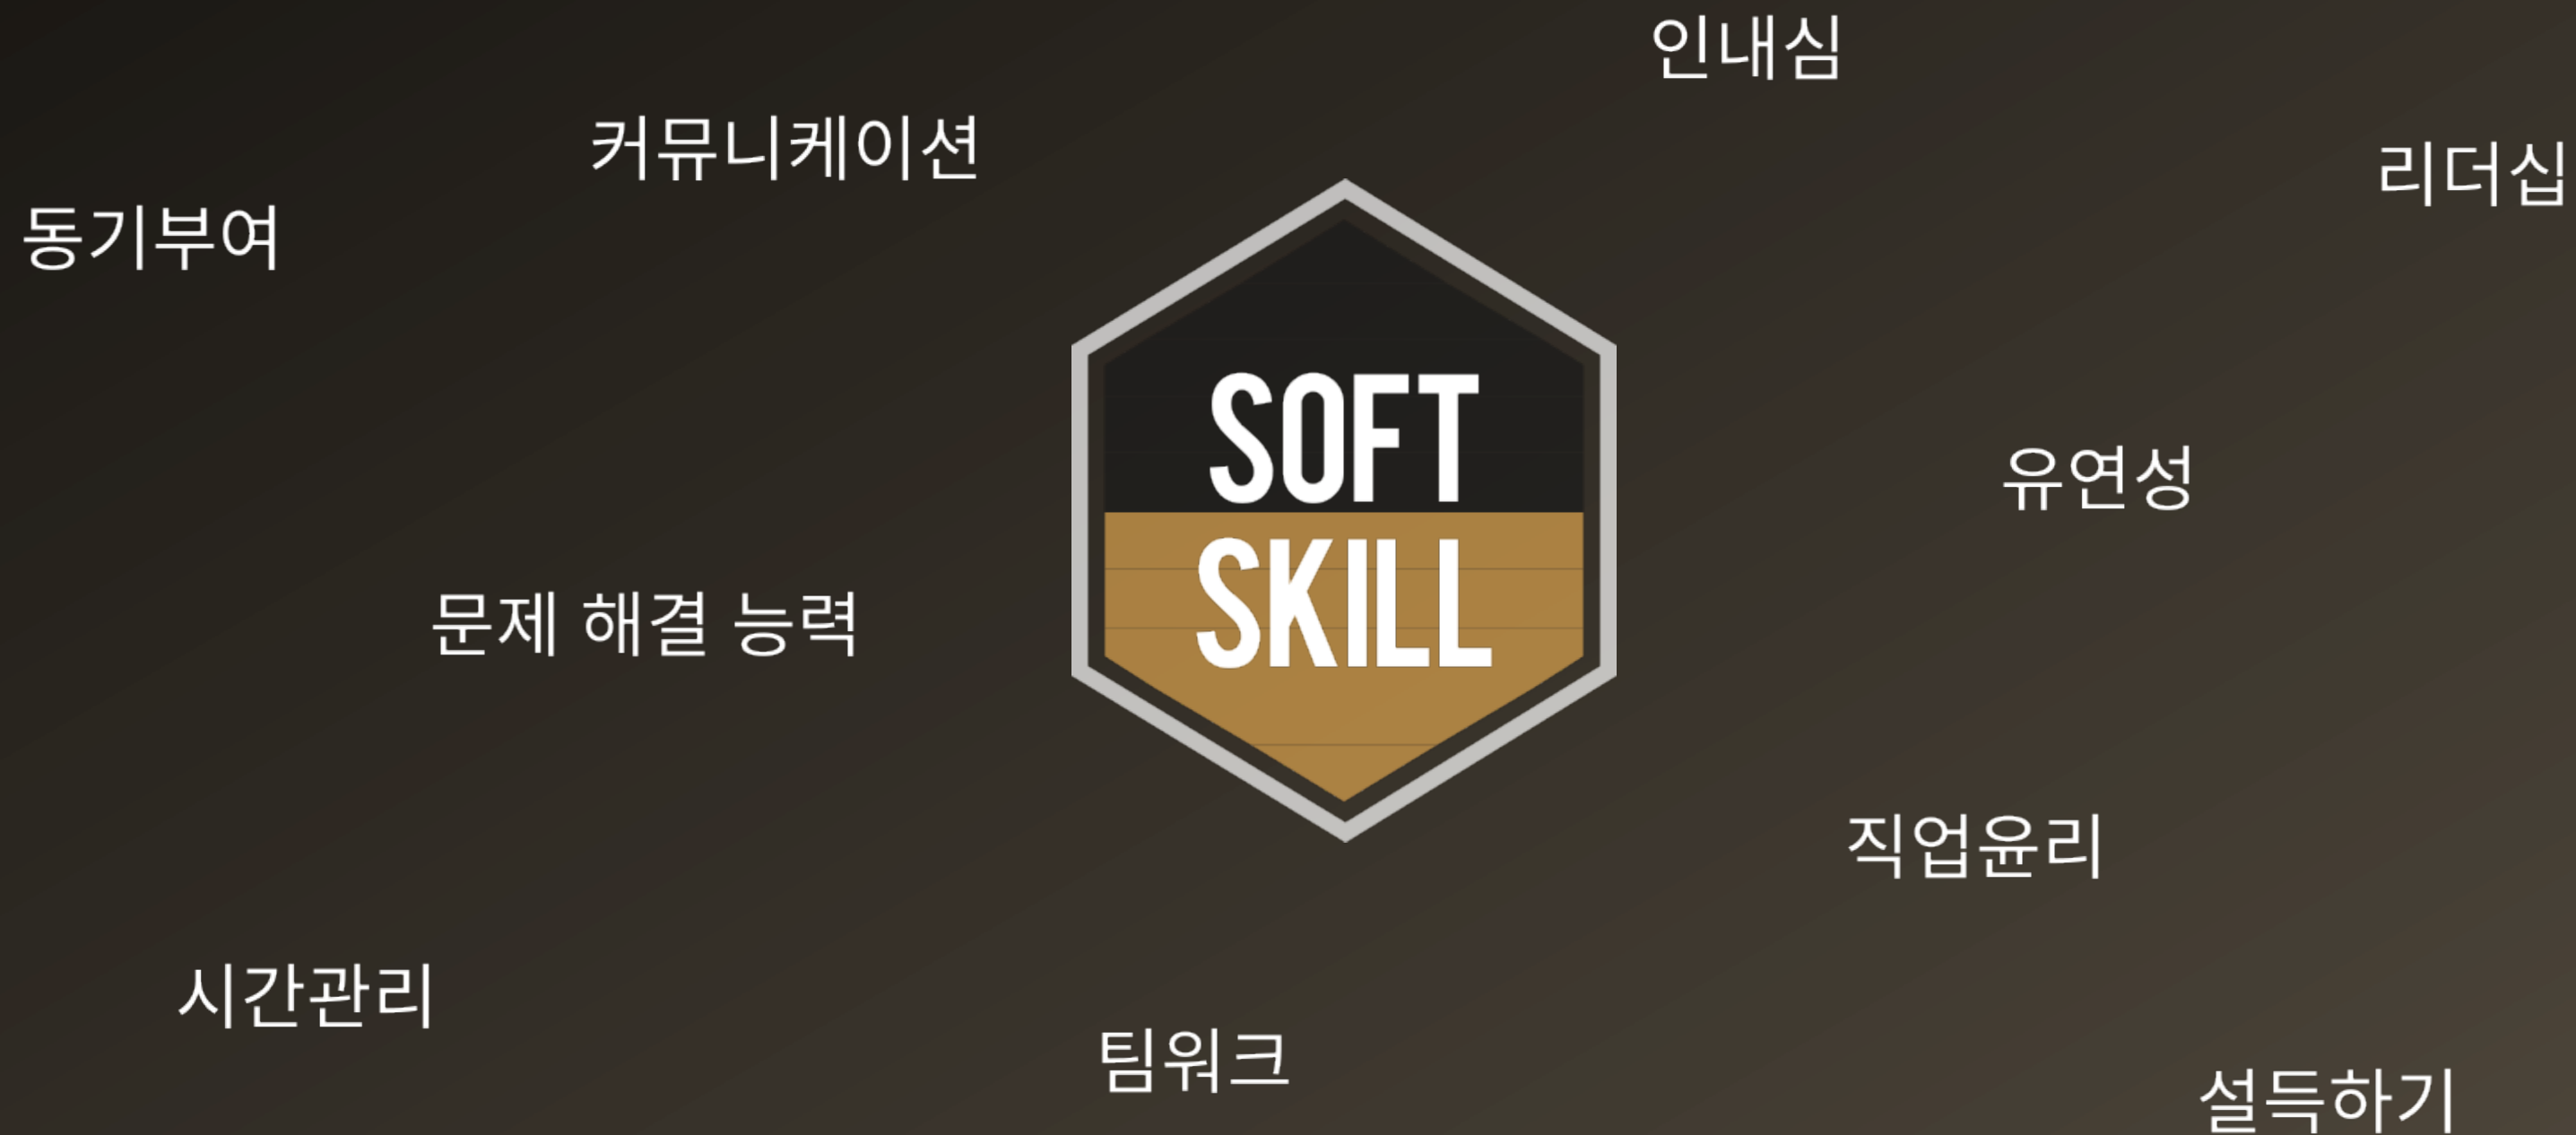 인내심
커뮤니케이션
리더십
동기부여
SOFT
SKILL
유연성
문제 해결 능력
직업윤리
시간관리
팀워크
설득하기